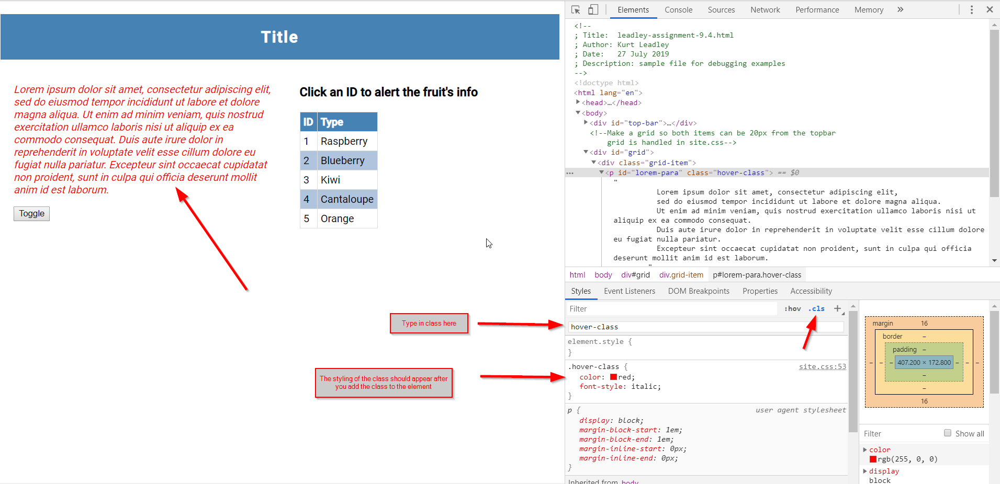 Title
Lorem ipsum dolor sit amet, consectetur adipiscing elit,
sed do eiusmod tempor incididunt ut labore et dolore
magna aliqua. Ut enim ad minim veniam, quis nostrud
exercitation ullamco laboris nisi ut aliquip ex ea
commodo consequat. Duis aute irure dolor in
reprehenderit in voluptate velit esse cillum dolore eu
fugiat nulla pariatur. Excepteur sint occaecat cupidatat
non proident, sunt in culpa qui officia deserunt mollit
anim id est laborum.
Toggle
Click an ID to alert the fruit's info
ID Type
1 Raspberry
2 Blueberry
3 Kiwi
4 Cantaloupe
5 Orange
Type in class here
The styling of the class should appear after
you add the class to the element
Elements Console Sources Network Performance Memory »
<!--
; Title:  leadley-assignment-9.4.html
; Author: Kurt Leadley
; Date:   27 July 2019
; Description: sample file for debugging examples
-->
<!doctype html>
<html lang="en">
<head>…</head>
<body>
<div id="top-bar">…</div>
<!--Make a grid so both items can be 20px from the topbar
grid is handled in site.css-->
<div id="grid">
<div class="grid-item">
<p id="lorem-para" class="hover-class"> == $0
"
Lorem ipsum dolor sit amet, consectetur adipiscing elit,
sed do eiusmod tempor incididunt ut labore et dolore magna aliqua.
Ut enim ad minim veniam, quis nostrud exercitation ullamco laboris nisi ut
aliquip ex ea commodo consequat.
Duis aute irure dolor in reprehenderit in voluptate velit esse cillum dolore
eu fugiat nulla pariatur.
Excepteur sint occaecat cupidatat non proident, sunt in culpa qui officia
deserunt mollit anim id est laborum.
"
html body div#grid div.grid-item p#lorem-para.hover-class
Styles Event Listeners DOM Breakpoints Properties Accessibility
Filter :hov .cls +
hover-class
element.style {
}
.hover-class { site.css:53
color: red;
font-style: italic;
}
p { user agent stylesheet
display: block;
margin-block-start: 1em;
margin-block-end: 1em;
margin-inline-start: 0px;
margin-inline-end: 0px;
}
Inherited from body
margin 16
border –
padding –
– – – 407.200 × 172.800 – – –
–
–
16
Filter Show all
color
rgb(255, 0, 0)
display
block